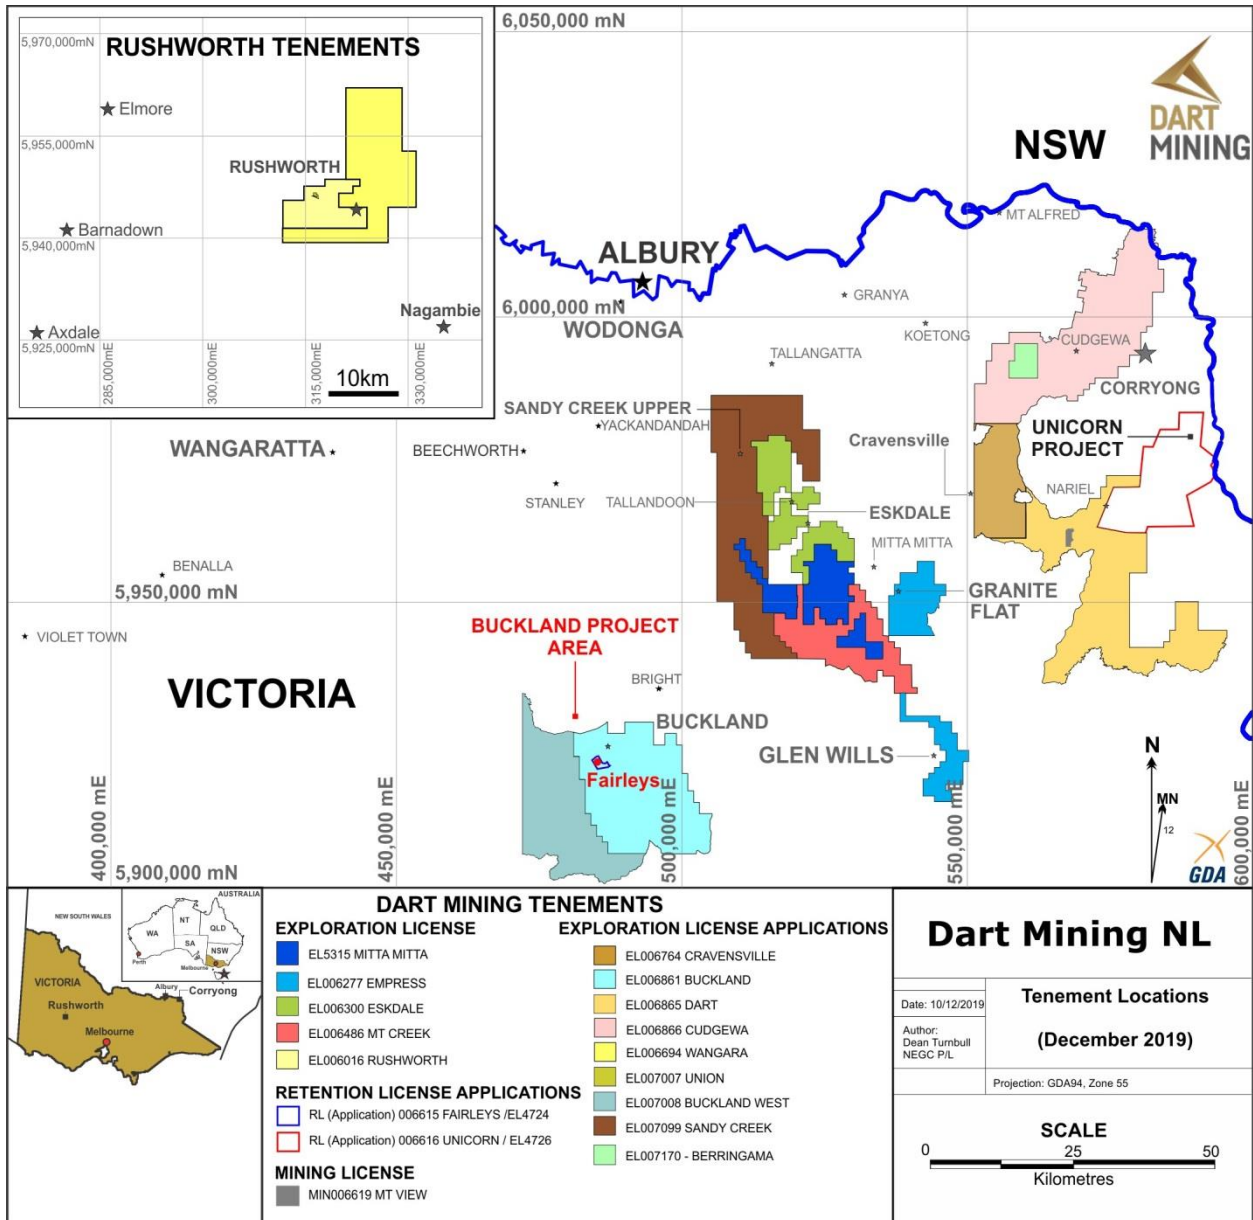 RUSHWORTH TENEMENTS
5,970,000mN
Elmore
5,955,000mN
RUSHWORTH
Barnadown
5,940,000mN
Nagambie
Axdale
5,925,000mN
285,000mE
300,000mE
315,000mE
330,000mE
10km
6,050,000 mN
DART
MINING
NSW
MT ALFRED
ALBURY
GRANYA
6,000,000 mN
WODONGA
KOETONG
CUDGEWA
TALLANGATTA
CORRYONG
SANDY CREEK UPPER
YACKANDANDAH
UNICORN
PROJECT
WANGARATTA
BEECHWORTH
Cravensville
STANLEY
TALLANDOON
NARIEL
ESKDALE
MITTA MITTA
BENALLA
5,950,000 mN
GRANITE
FLAT
VIOLET TOWN
BUCKLAND PROJECT
AREA
VICTORIA
BRIGHT
BUCKLAND
GLEN WILLS
Fairleys
N
MN
12
GDA
400,000 mE
450,000 mE
500,000 mE
550,000 mE
600,000 mE
5,900,000 mN
AUSTRALIA
NEW SOUTH WALES
NT
WA
QLD
SA
NSW
Perth
Melbourne
VICTORIA
Albury
Corryong
Rushworth
Melbourne
DART MINING TENEMENTS
EXPLORATION LICENSE
EL5315 MITTA MITTA
EL006277 EMPRESS
EL006300 ESKDALE
EL006486 MT CREEK
EL006016 RUSHWORTH
RETENTION LICENSE APPLICATIONS
RL (Application) 006615 FAIRLEYS /EL4724
RL (Application) 006616 UNICORN / EL4726
MINING LICENSE
MIN006619 MT VIEW
EXPLORATION LICENSE APPLICATIONS
EL006764 CRAVENSVILLE
EL006861 BUCKLAND
EL006865 DART
EL006866 CUDGEWA
EL006694 WANGARA
EL007007 UNION
EL007008 BUCKLAND WEST
EL007099 SANDY CREEK
EL007170 - BERRINGAMA
Dart Mining NL
Date: 10/12/2019
Author:
Dean Turnbull
NEGC P/L
Tenement Locations
(December 2019)
Projection: GDA94, Zone 55
SCALE
0 25 50
Kilometres